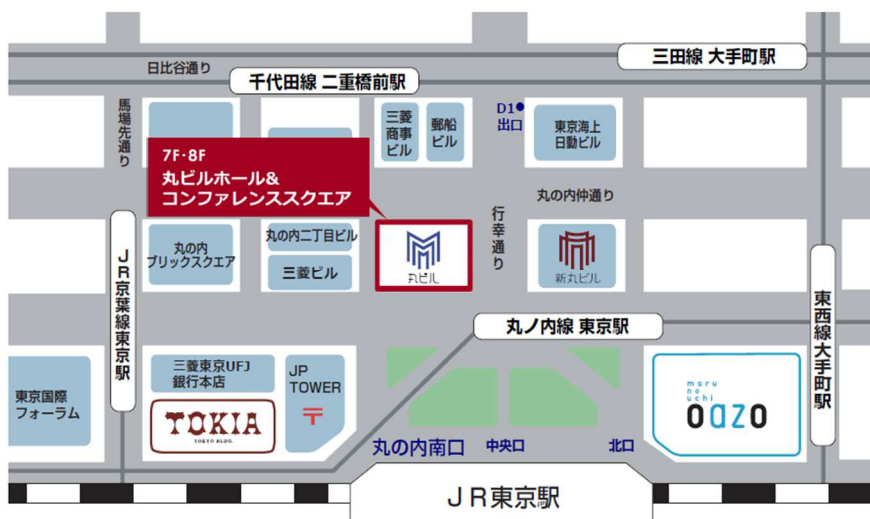 三田線 大手町駅
日比谷通り
千代田線 二重橋前駅
馬場先通り
三菱
商事
ビル
郵船
ビル
D1
出口
東京海上
日動ビル
7F・8F
丸ビルホール&
コンファレンススクエア
丸の内仲通り
行幸通り
丸の内
ブリックスクエア
丸の内二丁目ビル
三菱ビル
丸ビル
新丸ビル
JR京葉線東京駅
東西線大手町駅
丸ノ内線 東京駅
東京国際
フォーラム
三菱東京UFJ
銀行本店
TOKIA
TOKYO BLDG.
JP
TOWER
〒
maru
no
uchi
oazo
丸の内南口
中央口
北口
JR東京駅